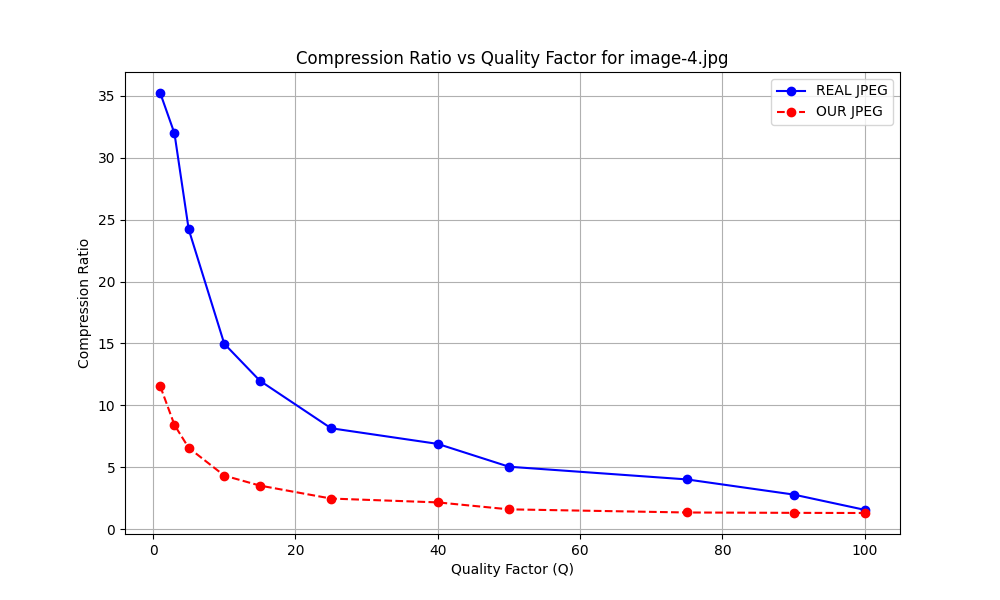 Compression Ratio vs Quality Factor for image-4.jpg
REAL JPEG
OUR JPEG
Compression Ratio
35
30
25
20
15
10
5
0
0 20 40 60 80 100
Quality Factor (Q)